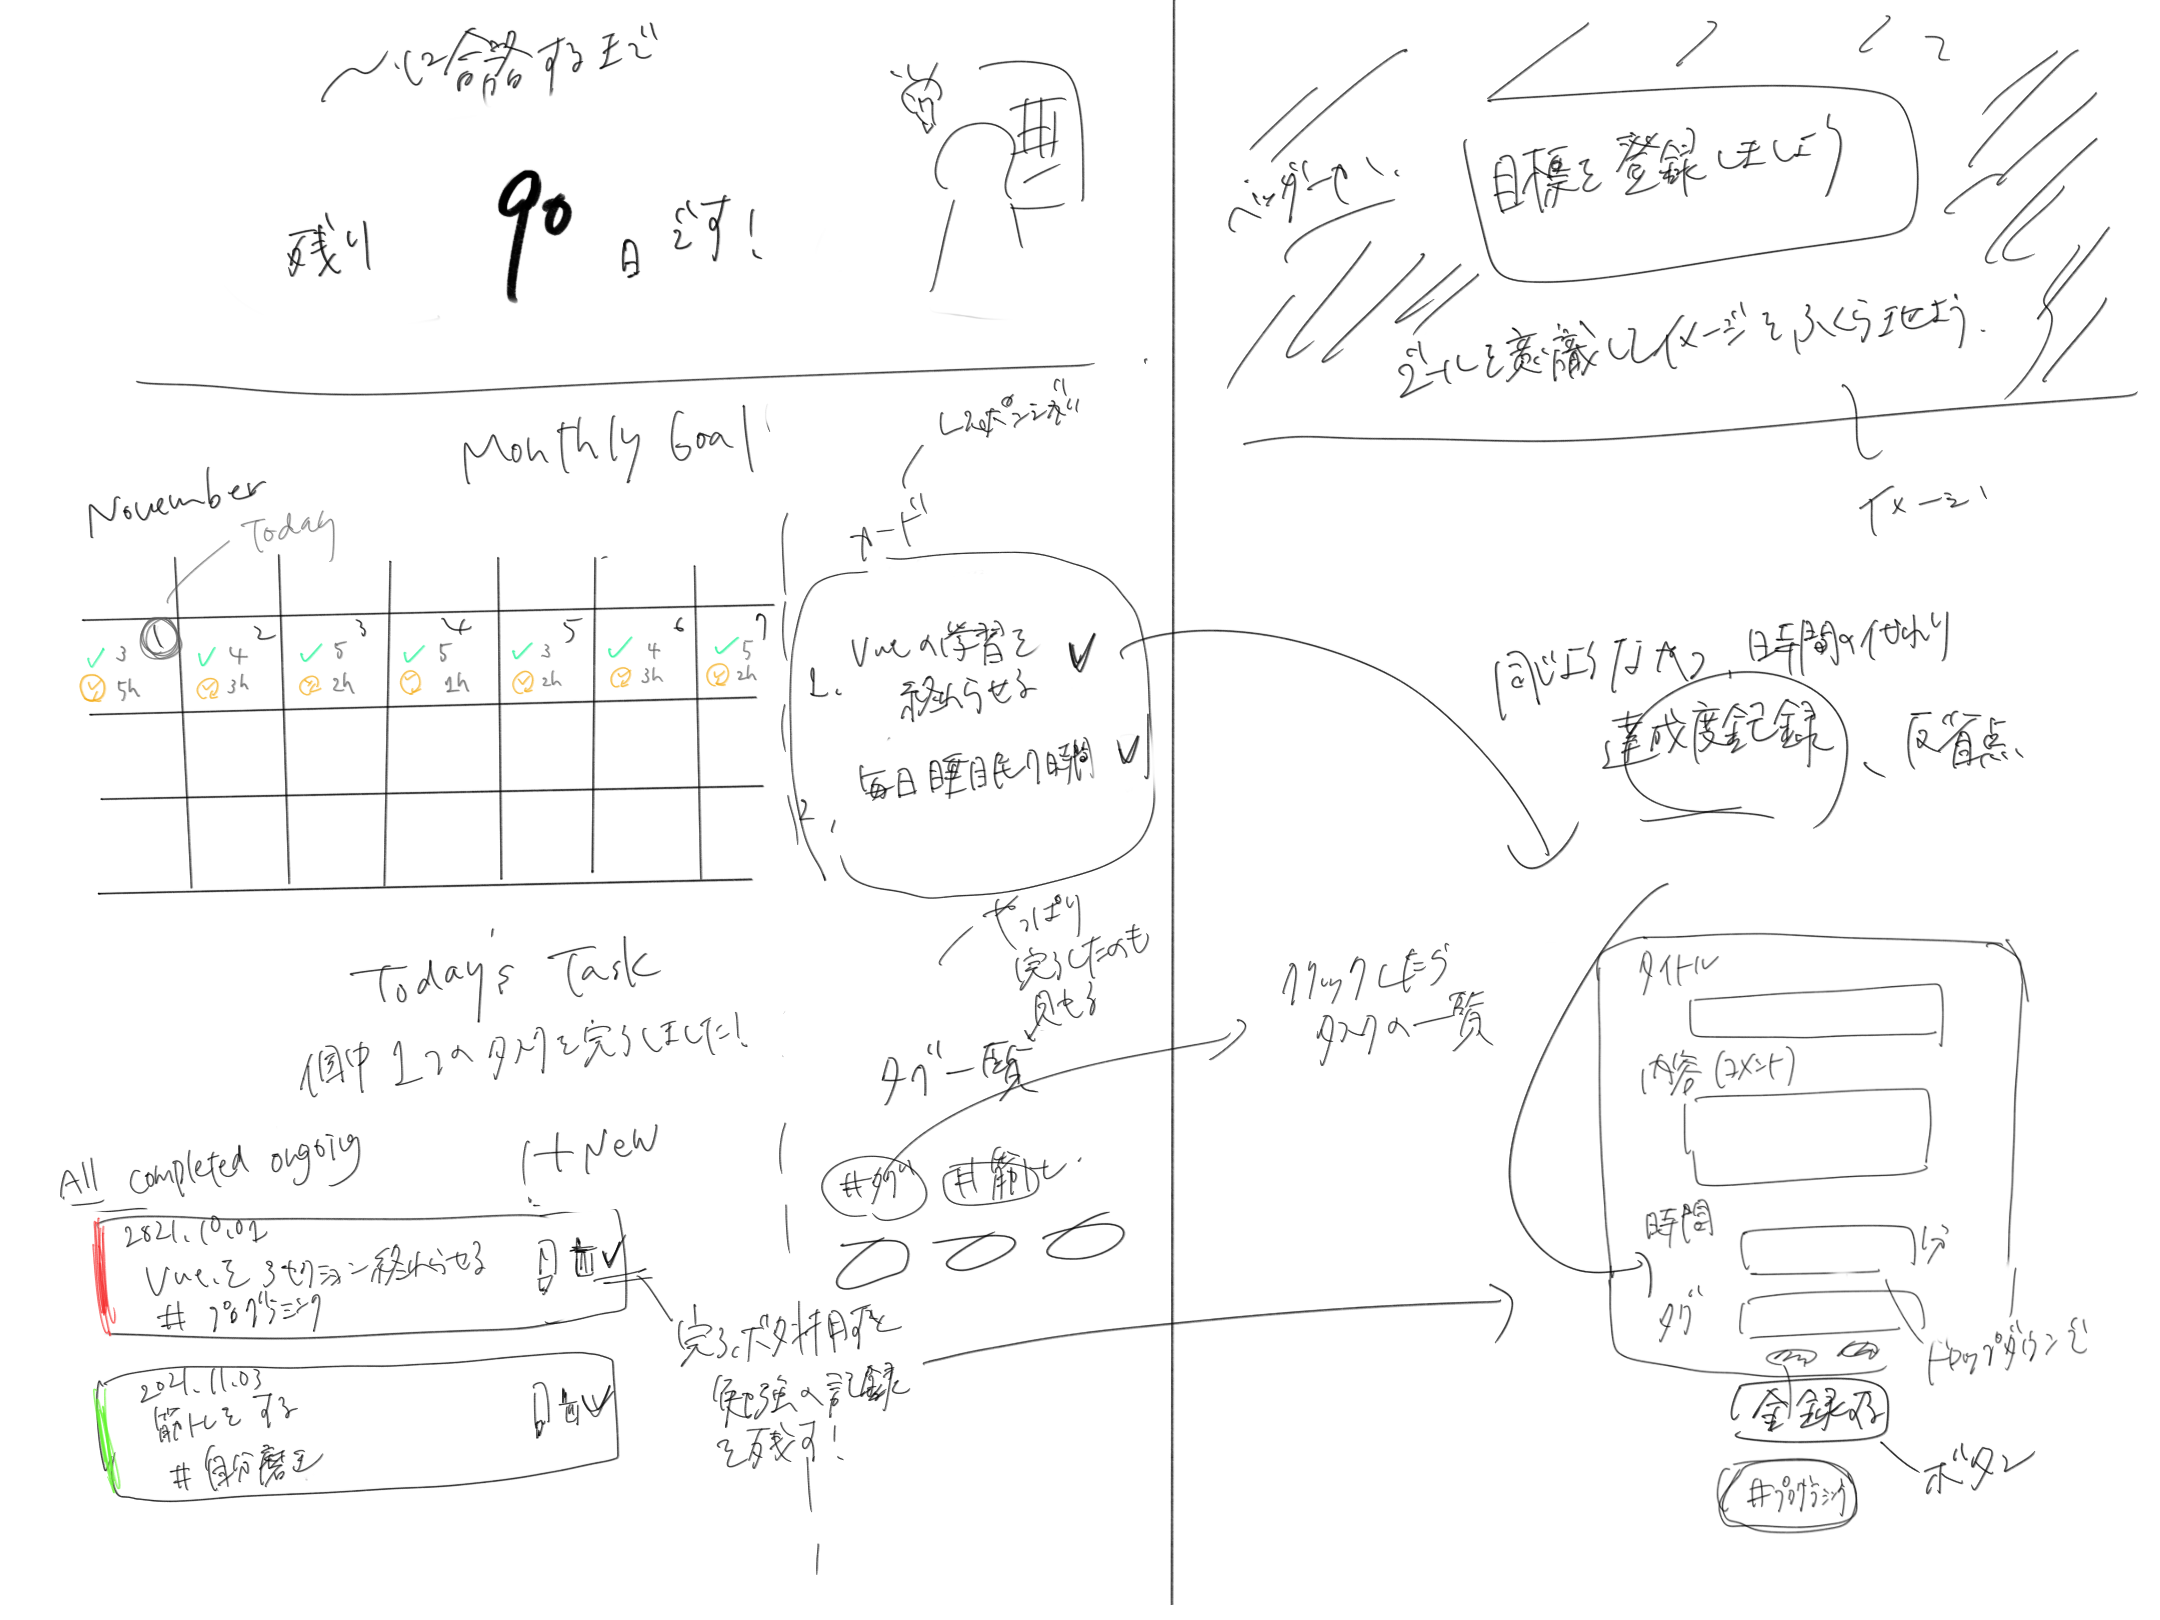 〜に合格するまで
残り 90 日です!
Monthly Goal
November
Today
レスポンシブ
カード
1 2 3 4 5 6 7
3 4 5 5 3 4 5
5h 3h 2h 1h 2h 3h 2h
1. Vueの学習を
終わらせる
2. 毎日睡眠7時間
Today's Task
個中1つのタスクを完了しました!
やっぱり
完了したのも
見せる
タグ一覧
All completed ongoing
+New
#タグ #筋トレ
2021.10.01
Vueを3セクション終わらせる
#プログラミング
2021.11.03
筋トレをする
#自分磨き
完了ボタン押すと
勉強の記録
を残す!
目標を登録しましょう
ゴールを意識してイメージをふくらませよう.
イメージ
同じようなやつ、時間の代わり
達成度記録、反省点
クリックしたら
タスクの一覧
タイトル
内容(コメント)
時間 分
タグ
ドロップダウンで
登録する
ボタン
#プログラミング